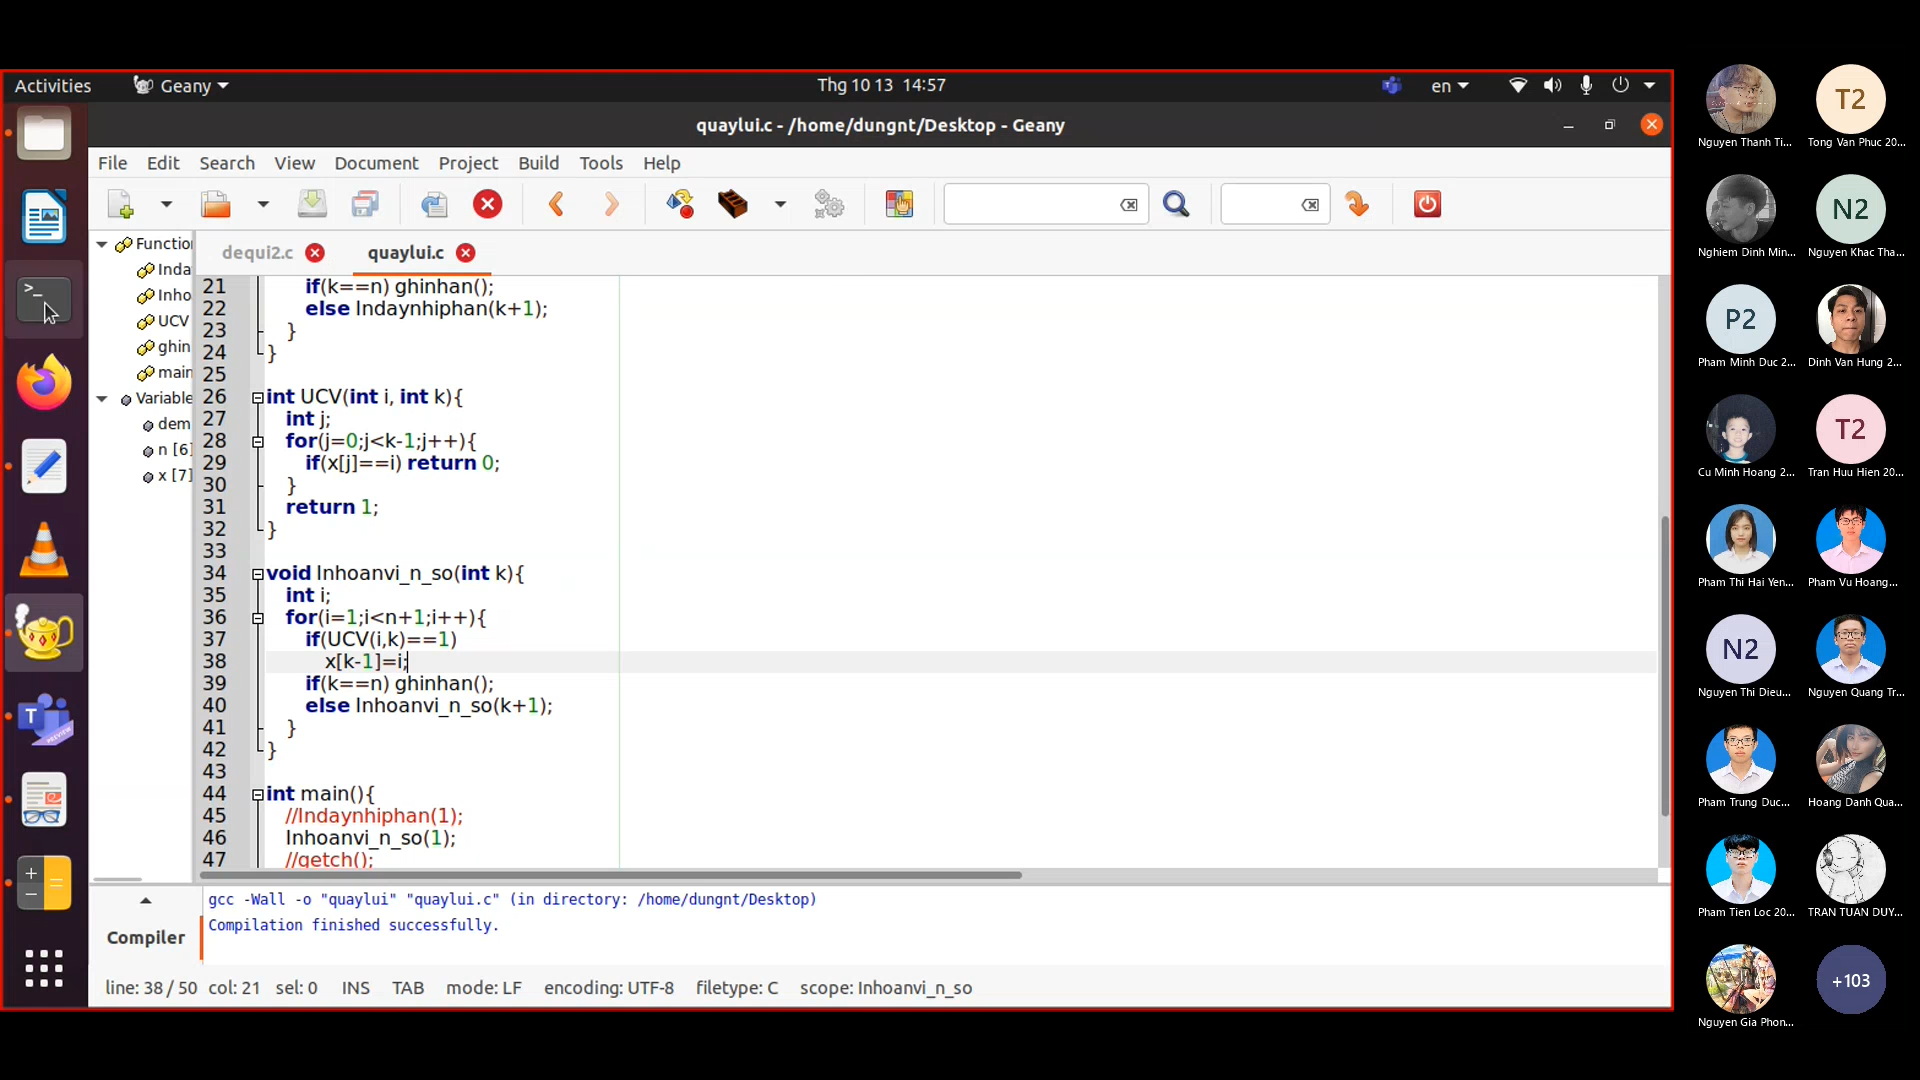 Activities
Geany
Thg 10 13 14:57
en
quaylui.c - /home/dungnt/Desktop - Geany
File Edit Search View Document Project Build Tools Help
Functio
Inda
Inho
UCV
ghin
main
Variable
dem
n [6]
x [7]
dequi2.c
quaylui.c
21 if(k==n) ghinhan();
22 else Indaynhiphan(k+1);
23 }
24 }
25
26 int UCV(int i, int k){
27 int j;
28 for(j=0;j<k-1;j++){
29 if(x[j]==i) return 0;
30 }
31 return 1;
32 }
33
34 void Inhoanvi_n_so(int k){
35 int i;
36 for(i=1;i<n+1;i++){
37 if(UCV(i,k)==1)
38 x[k-1]=i;
39 if(k==n) ghinhan();
40 else Inhoanvi_n_so(k+1);
41 }
42 }
43
44 int main(){
45 //Indaynhiphan(1);
46 Inhoanvi_n_so(1);
47 //getch();
Compiler
gcc -Wall -o "quaylui" "quaylui.c" (in directory: /home/dungnt/Desktop)
Compilation finished successfully.
line: 38 / 50 col: 21 sel: 0 INS TAB mode: LF encoding: UTF-8 filetype: C scope: Inhoanvi_n_so
T2
Nguyen Thanh Ti... Tong Van Phuc 20...
N2
Nghiem Dinh Min... Nguyen Khac Tha...
P2
Pham Minh Duc 2... Dinh Van Hung 2...
T2
Cu Minh Hoang 2... Tran Huu Hien 20...
Pham Thi Hai Yen... Pham Vu Hoang...
N2
Nguyen Thi Dieu... Nguyen Quang Tr...
Pham Trung Duc... Hoang Danh Qua...
Pham Tien Loc 20... TRAN TUAN DUY...
+103
Nguyen Gia Phon...